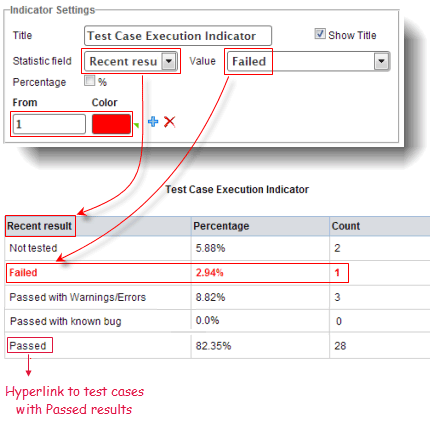 Indicator Settings
Title Test Case Execution Indicator Show Title
Statistic field Recent resu Value Failed
Percentage %
From Color
1
Test Case Execution Indicator
Recent result Percentage Count
Not tested 5.88% 2
Failed 2.94% 1
Passed with Warnings/Errors 8.82% 3
Passed with known bug 0.0% 0
Passed 82.35% 28
Hyperlink to test cases
with Passed results